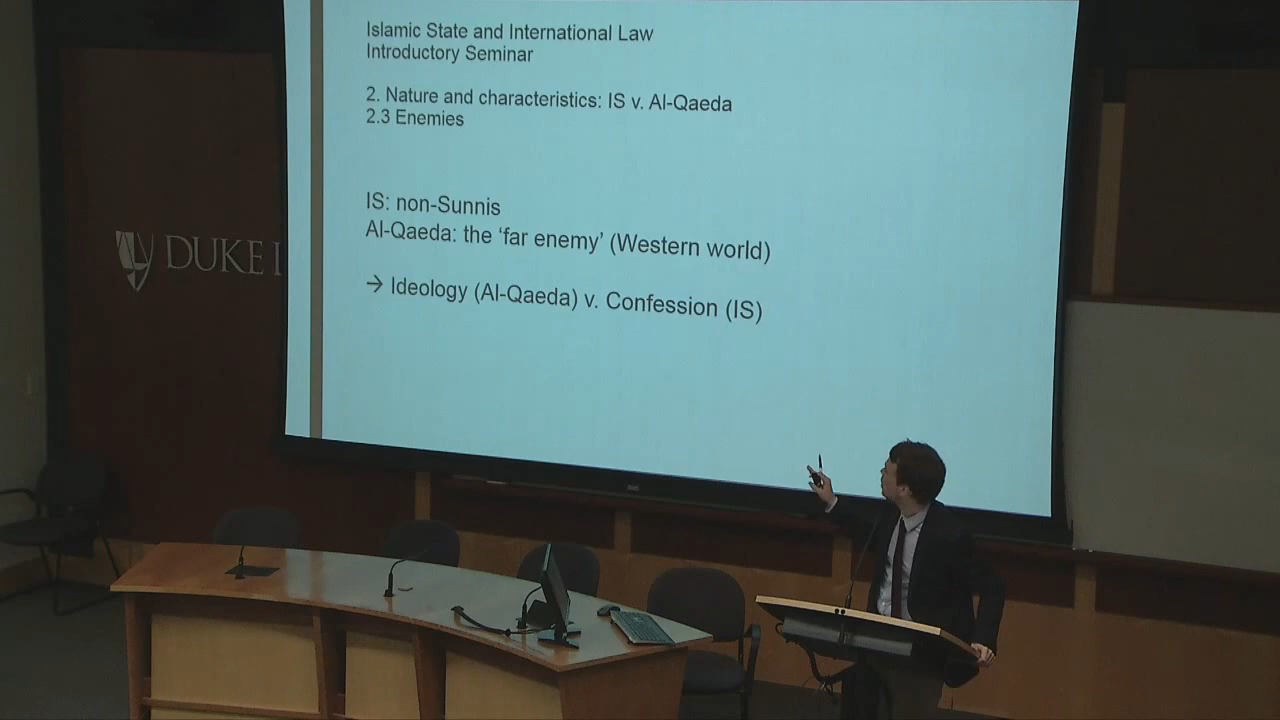 Islamic State and International Law
Introductory Seminar
2. Nature and characteristics: IS v. Al-Qaeda
2.3 Enemies
IS: non-Sunnis
Al-Qaeda: the ‘far enemy’ (Western world)
→ Ideology (Al-Qaeda) v. Confession (IS)
DUKE